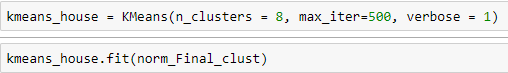 kmeans_house = KMeans(n_clusters = 8, max_iter=500, verbose = 1)
kmeans_house.fit(norm_Final_clust)